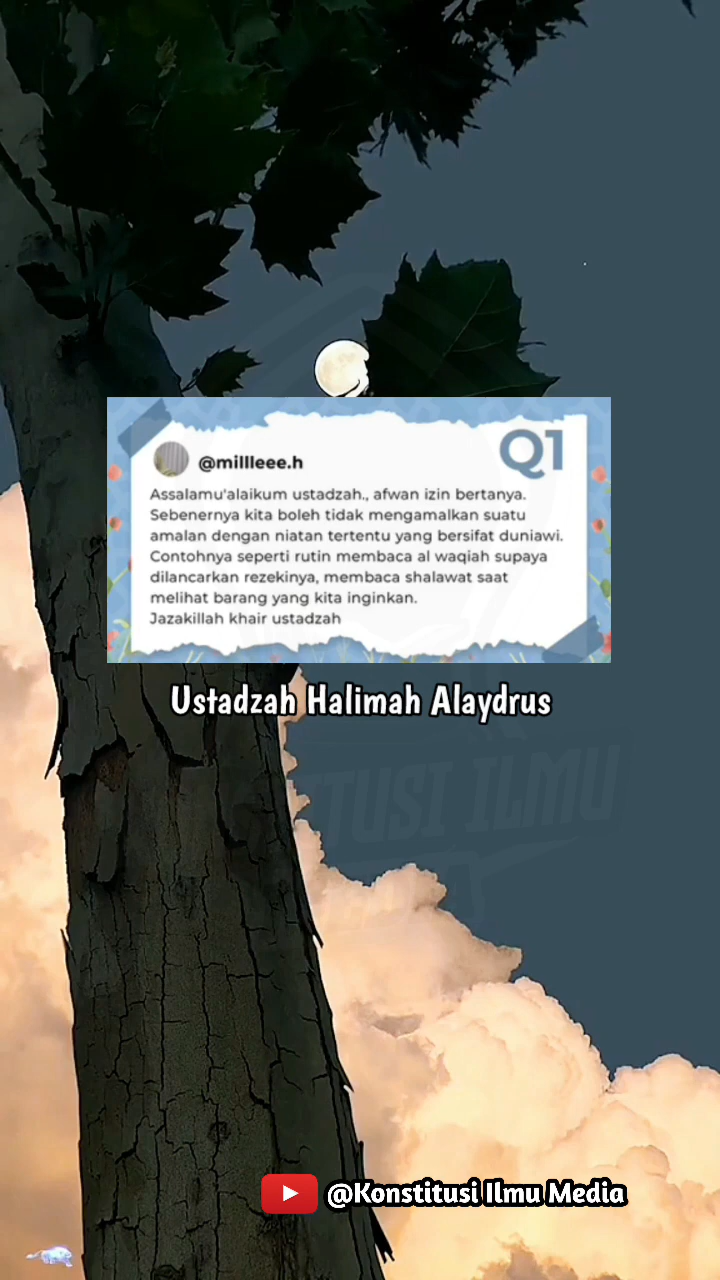 @millleee.h
Q1
Assalamu'alaikum ustadzah., afwan izin bertanya.
Sebenernya kita boleh tidak mengamalkan suatu
amalan dengan niatan tertentu yang bersifat duniawi.
Contohnya seperti rutin membaca al waqiah supaya
dilancarkan rezekinya, membaca shalawat saat
melihat barang yang kita inginkan.
Jazakillah khair ustadzah
Ustadzah Halimah Alaydrus
TUSI ILMU
@Konstitusi Ilmu Media